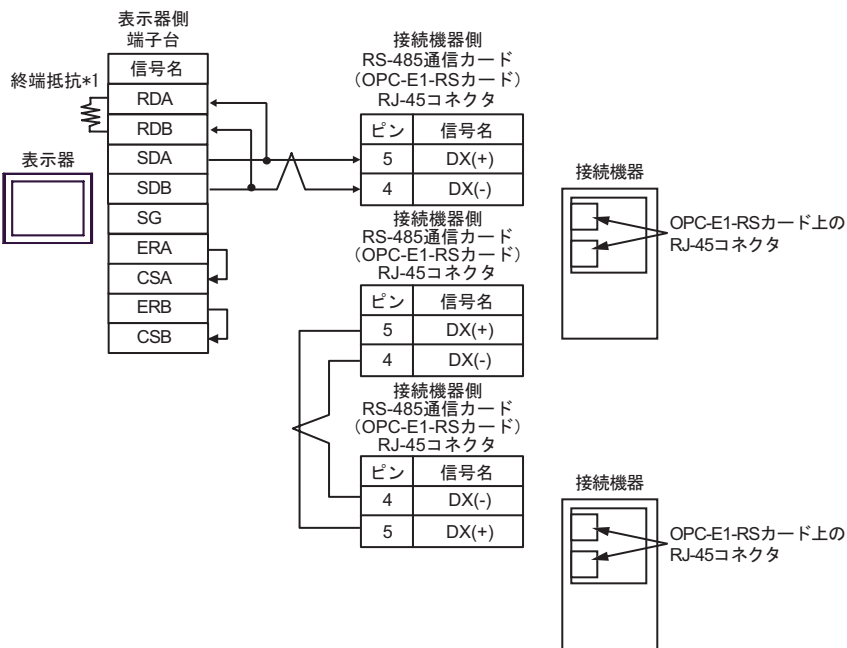 表示器側
端子台
信号名
終端抵抗*1
RDA
RDB
SDA
SDB
SG
ERA
CSA
ERB
CSB
表示器
接続機器側
RS-485通信カード
（OPC-E1-RSカード）
RJ-45コネクタ
ピン 信号名
5 DX(+)
4 DX(-)
接続機器側
RS-485通信カード
（OPC-E1-RSカード）
RJ-45コネクタ
ピン 信号名
5 DX(+)
4 DX(-)
接続機器側
RS-485通信カード
（OPC-E1-RSカード）
RJ-45コネクタ
ピン 信号名
4 DX(-)
5 DX(+)
接続機器
OPC-E1-RSカード上の
RJ-45コネクタ
接続機器
OPC-E1-RSカード上の
RJ-45コネクタ